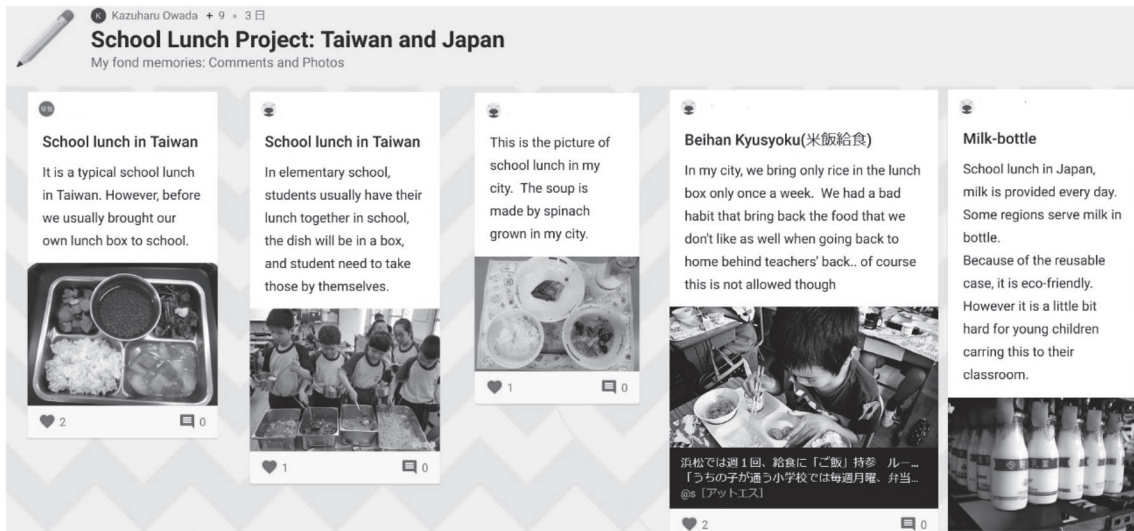 K Kazuharu Owada + 9 • 3 日
School Lunch Project: Taiwan and Japan
My fond memories: Comments and Photos
School lunch in Taiwan
It is a typical school lunch
in Taiwan. However, before
we usually brought our
own lunch box to school.
2
0
School lunch in Taiwan
In elementary school,
students usually have their
lunch together in school,
the dish will be in a box,
and student need to take
those by themselves.
1
0
This is the picture of
school lunch in my
city. The soup is
made by spinach
grown in my city.
1
0
Beihan Kyusyoku(米飯給食)
In my city, we bring only rice in the lunch
box only once a week. We had a bad
habit that bring back the food that we
don't like as well when going back to
home behind teachers' back.. of course
this is not allowed though
浜松では週1回、給食に「ご飯」持参 ルー...
「うちの子が通う小学校では毎週月曜、弁当...
@s［アットエス］
2
0
Milk-bottle
School lunch in Japan,
milk is provided every day.
Some regions serve milk in
bottle.
Because of the reusable
case, it is eco-friendly.
However it is a little bit
hard for young children
carring this to their
classroom.